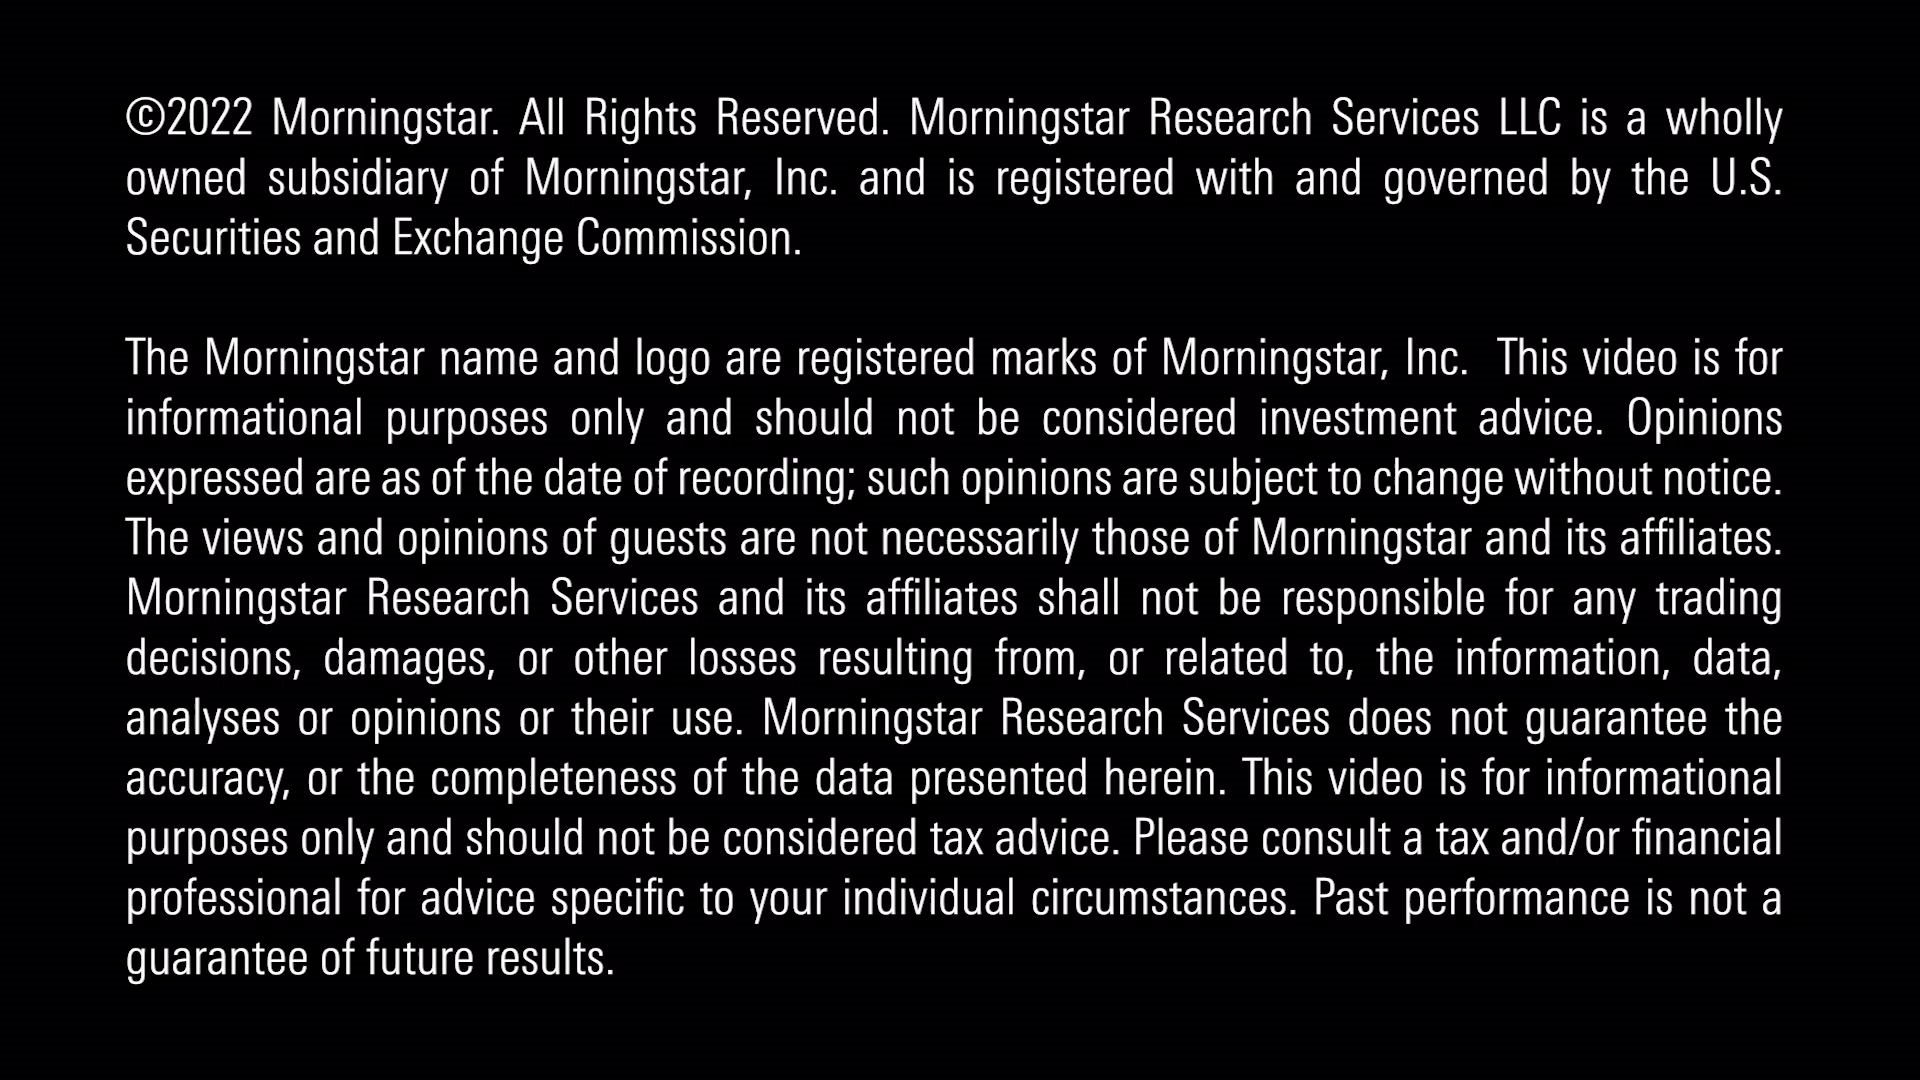 ©2022 Morningstar. All Rights Reserved. Morningstar Research Services LLC is a wholly
owned subsidiary of Morningstar, Inc. and is registered with and governed by the U.S.
Securities and Exchange Commission.
The Morningstar name and logo are registered marks of Morningstar, Inc.  This video is for
informational purposes only and should not be considered investment advice. Opinions
expressed are as of the date of recording; such opinions are subject to change without notice.
The views and opinions of guests are not necessarily those of Morningstar and its affiliates.
Morningstar Research Services and its affiliates shall not be responsible for any trading
decisions, damages, or other losses resulting from, or related to, the information, data,
analyses or opinions or their use. Morningstar Research Services does not guarantee the
accuracy, or the completeness of the data presented herein. This video is for informational
purposes only and should not be considered tax advice. Please consult a tax and/or financial
professional for advice specific to your individual circumstances. Past performance is not a
guarantee of future results.